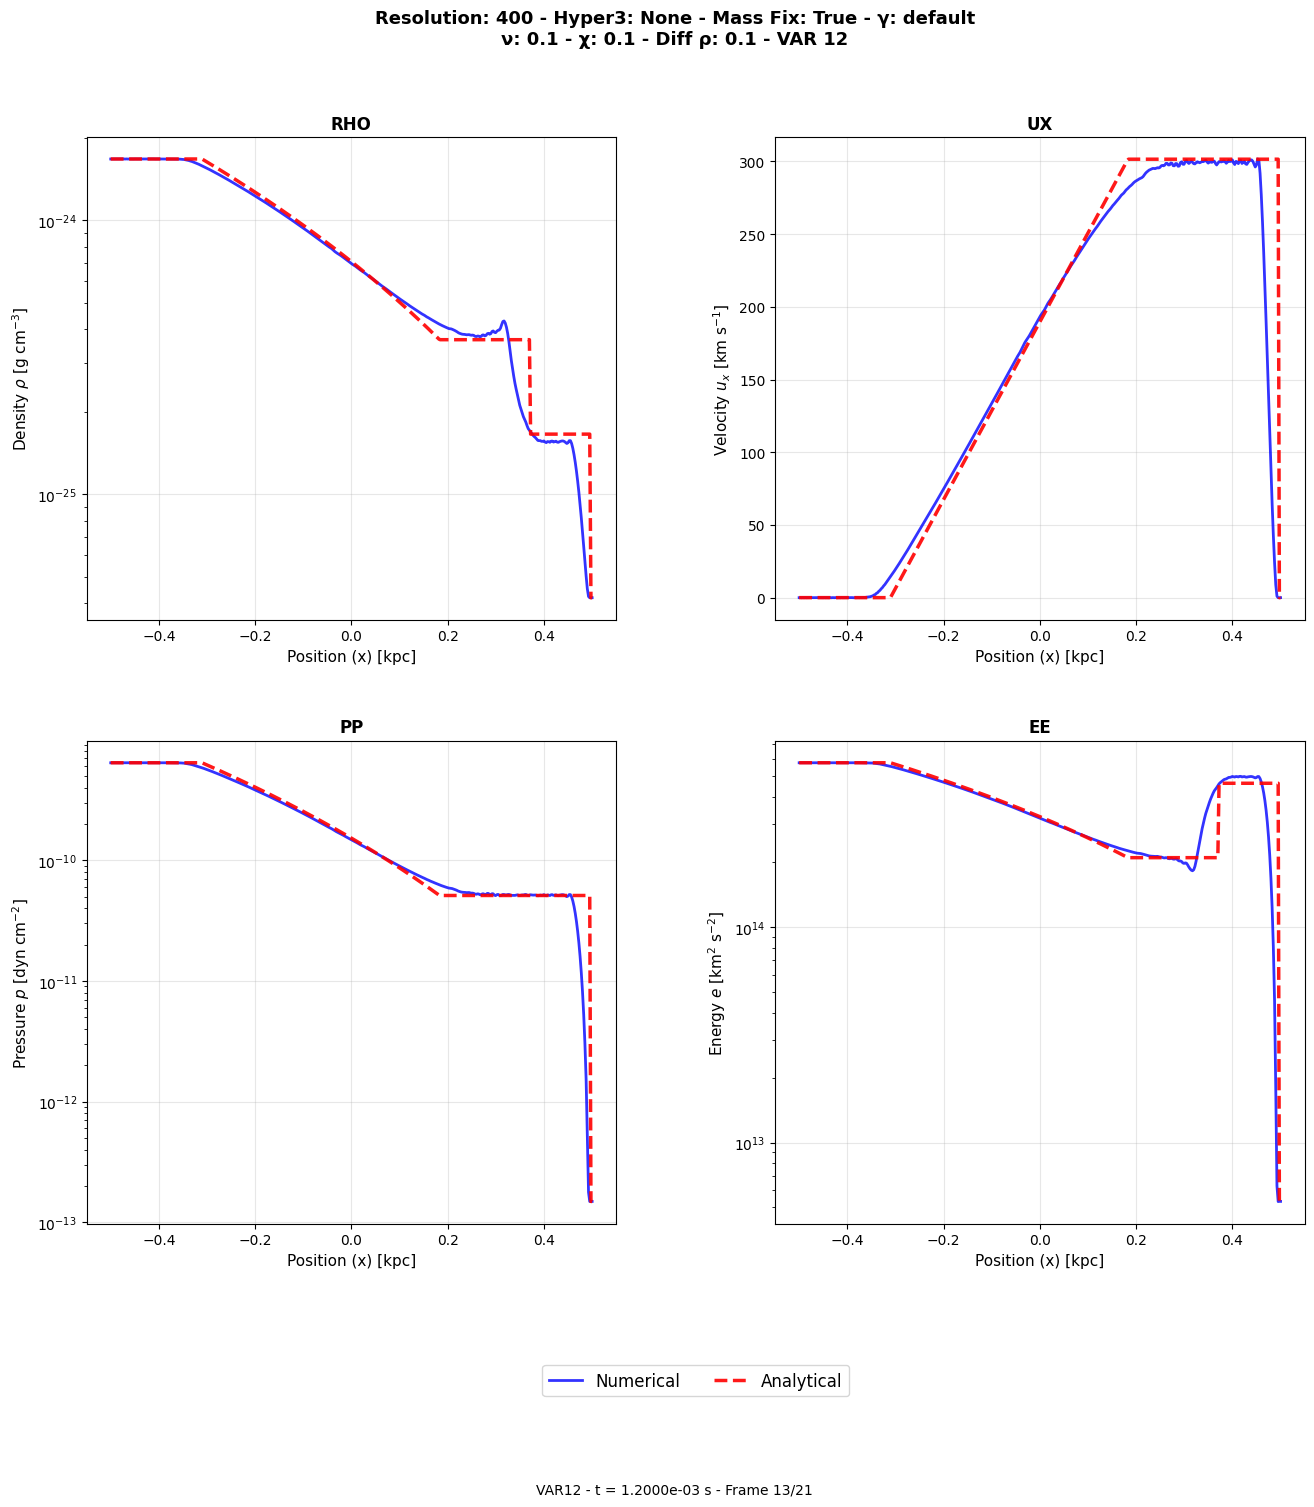 Resolution: 400 - Hyper3: None - Mass Fix: True - γ: default
ν: 0.1 - χ: 0.1 - Diff ρ: 0.1 - VAR 12
RHO
Density ρ [g cm⁻³]
10⁻²⁴
10⁻²⁵
−0.4 −0.2 0.0 0.2 0.4
Position (x) [kpc]
UX
Velocity uₓ [km s⁻¹]
300
250
200
150
100
50
0
−0.4 −0.2 0.0 0.2 0.4
Position (x) [kpc]
PP
Pressure p [dyn cm⁻²]
10⁻¹⁰
10⁻¹¹
10⁻¹²
10⁻¹³
−0.4 −0.2 0.0 0.2 0.4
Position (x) [kpc]
EE
Energy e [km² s⁻²]
10¹⁴
10¹³
−0.4 −0.2 0.0 0.2 0.4
Position (x) [kpc]
Numerical Analytical
VAR12 - t = 1.2000e-03 s - Frame 13/21